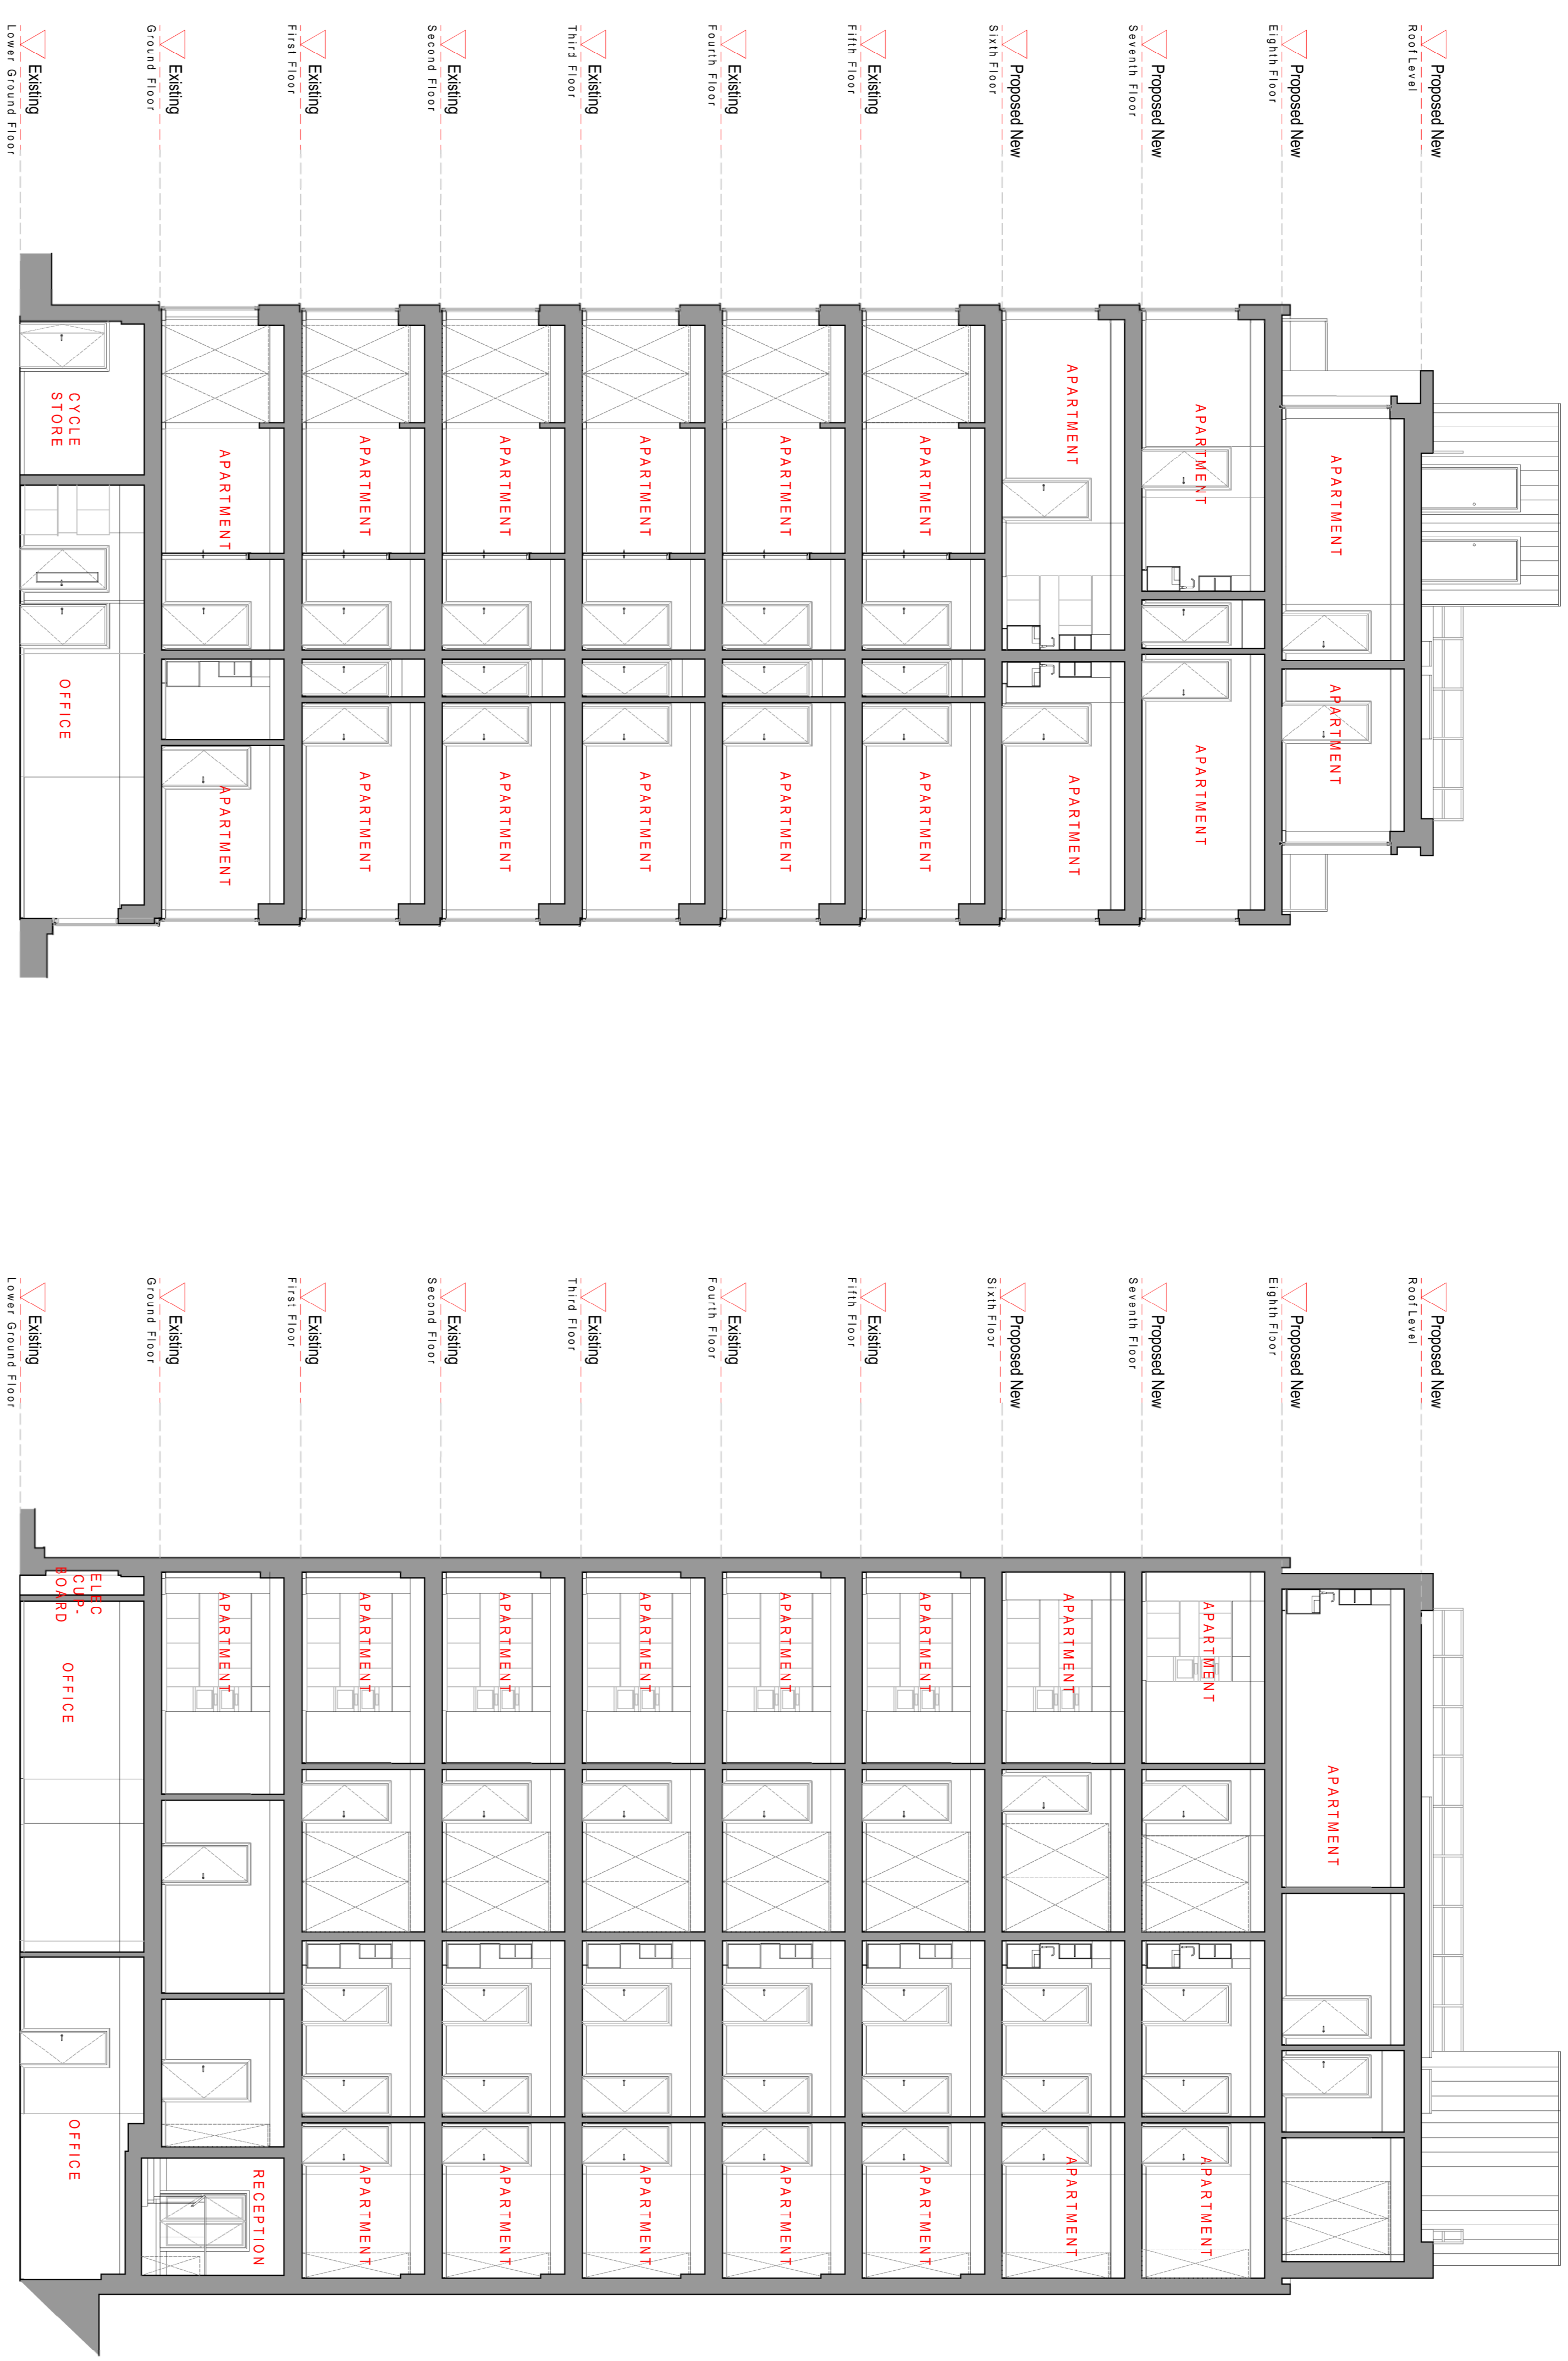 Proposed New
Roof Level
Proposed New
Eighth Floor
APARTMENT
APARTMENT
Proposed New
Seventh Floor
APARTMENT
APARTMENT
Proposed New
Sixth Floor
APARTMENT
APARTMENT
Existing
Fifth Floor
APARTMENT
APARTMENT
Existing
Fourth Floor
APARTMENT
APARTMENT
Existing
Third Floor
APARTMENT
APARTMENT
Existing
Second Floor
APARTMENT
APARTMENT
Existing
First Floor
APARTMENT
APARTMENT
Existing
Ground Floor
APARTMENT
APARTMENT
Existing
Lower Ground Floor
CYCLE
STORE
OFFICE
Proposed New
Roof Level
Proposed New
Eighth Floor
APARTMENT
Proposed New
Seventh Floor
APARTMENT
APARTMENT
Proposed New
Sixth Floor
APARTMENT
APARTMENT
Existing
Fifth Floor
APARTMENT
APARTMENT
Existing
Fourth Floor
APARTMENT
APARTMENT
Existing
Third Floor
APARTMENT
APARTMENT
Existing
Second Floor
APARTMENT
APARTMENT
Existing
First Floor
APARTMENT
APARTMENT
Existing
Ground Floor
APARTMENT
RECEPTION
Existing
Lower Ground Floor
ELEC
CUP-
BOARD
OFFICE
OFFICE